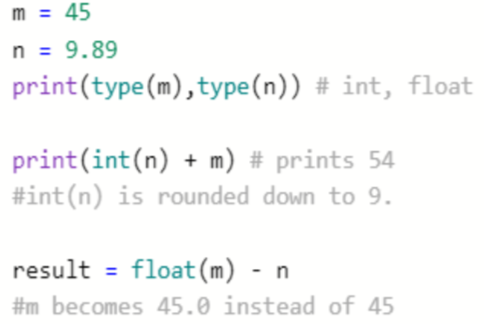 m = 45
n = 9.89
print(type(m),type(n)) # int, float
print(int(n) + m) # prints 54
#int(n) is rounded down to 9.
result = float(m) - n
#m becomes 45.0 instead of 45